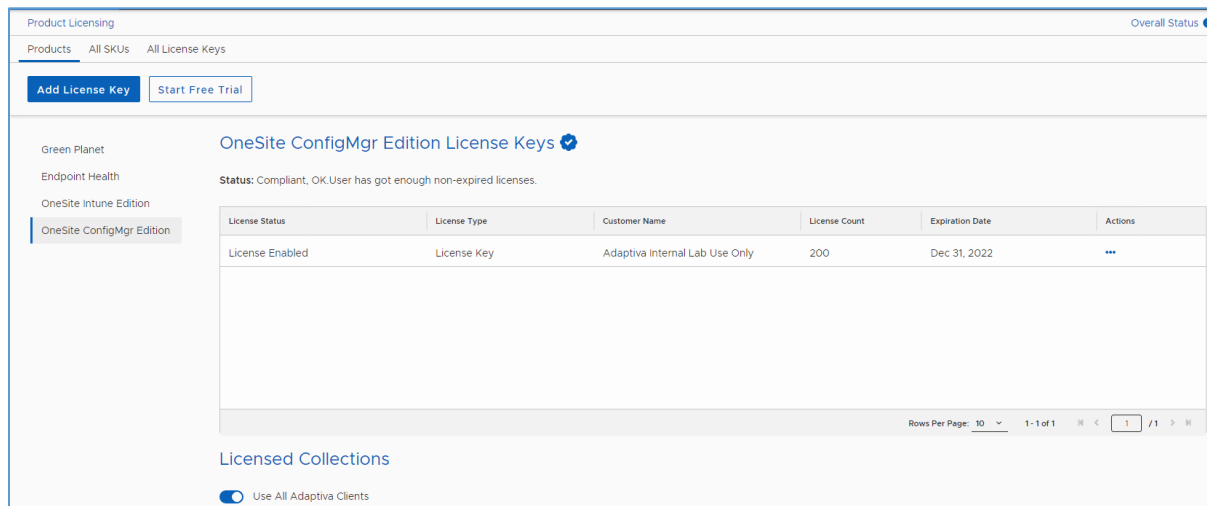 Product Licensing
Overall Status
Products All SKUs All License Keys
Add License Key Start Free Trial
Green Planet
Endpoint Health
OneSite Intune Edition
OneSite ConfigMgr Edition
OneSite ConfigMgr Edition License Keys
Status: Compliant, OK.User has got enough non-expired licenses.
License Status License Type Customer Name License Count Expiration Date Actions
License Enabled License Key Adaptiva Internal Lab Use Only 200 Dec 31, 2022 •••
Rows Per Page: 10 1 - 1 of 1 1 / 1
Licensed Collections
Use All Adaptiva Clients